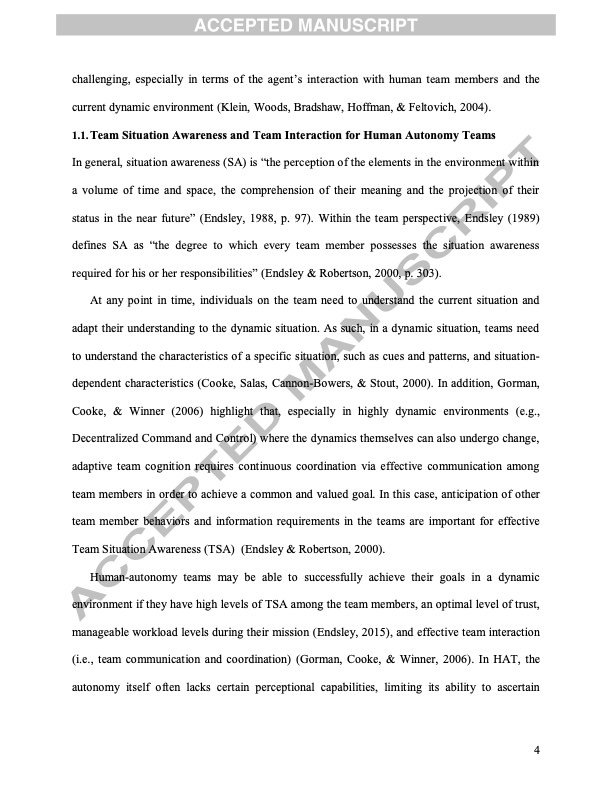 ACCEPTED MANUSCRIPT
challenging, especially in terms of the agent's interaction with human team members and the
current dynamic environment (Klein, Woods, Bradshaw, Hoffman, & Feltovich, 2004).
1.1. Team Situation Awareness and Team Interaction for Human Autonomy Teams
In general, situation awareness (SA) is “the perception of the elements in the environment within
a volume of time and space, the comprehension of their meaning and the projection of their
status in the near future” (Endsley, 1988, p. 97). Within the team perspective, Endsley (1989)
defines SA as “the degree to which every team member possesses the situation awareness
required for his or her responsibilities” (Endsley & Robertson, 2000, p. 303).
At any point in time, individuals on the team need to understand the current situation and
adapt their understanding to the dynamic situation. As such, in a dynamic situation, teams need
to understand the characteristics of a specific situation, such as cues and patterns, and situation-
dependent characteristics (Cooke, Salas, Cannon-Bowers, & Stout, 2000). In addition, Gorman,
Cooke, & Winner (2006) highlight that, especially in highly dynamic environments (e.g.,
Decentralized Command and Control) where the dynamics themselves can also undergo change,
adaptive team cognition requires continuous coordination via effective communication among
team members in order to achieve a common and valued goal. In this case, anticipation of other
team member behaviors and information requirements in the teams are important for effective
Team Situation Awareness (TSA) (Endsley & Robertson, 2000).
Human-autonomy teams may be able to successfully achieve their goals in a dynamic
environment if they have high levels of TSA among the team members, an optimal level of trust,
manageable workload levels during their mission (Endsley, 2015), and effective team interaction
(i.e., team communication and coordination) (Gorman, Cooke, & Winner, 2006). In HAT, the
autonomy itself often lacks certain perceptional capabilities, limiting its ability to ascertain
4
ACCEPTED MANUSCRIPT